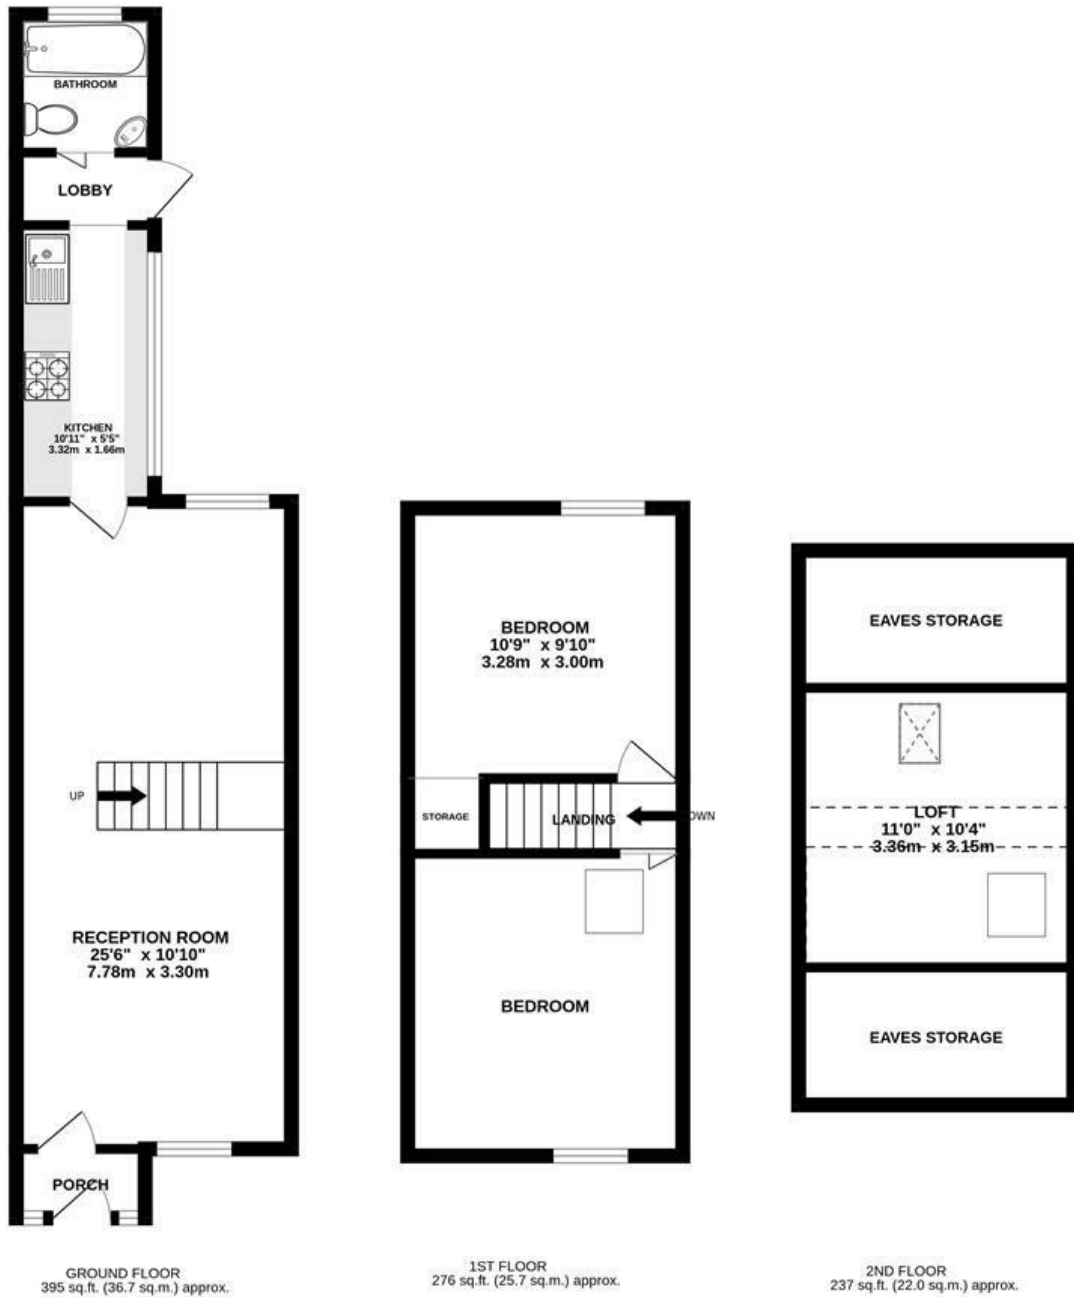 BATHROOM
LOBBY
KITCHEN
10'11" x 5'5"
3.32m x 1.66m
UP
RECEPTION ROOM
25'6" x 10'10"
7.78m x 3.30m
PORCH
GROUND FLOOR
395 sq.ft. (36.7 sq.m.) approx.
BEDROOM
10'9" x 9'10"
3.28m x 3.00m
STORAGE
LANDING
OWN
BEDROOM
1ST FLOOR
276 sq.ft. (25.7 sq.m.) approx.
EAVES STORAGE
LOFT
11'0" x 10'4"
3.36m x 3.15m
EAVES STORAGE
2ND FLOOR
237 sq.ft. (22.0 sq.m.) approx.